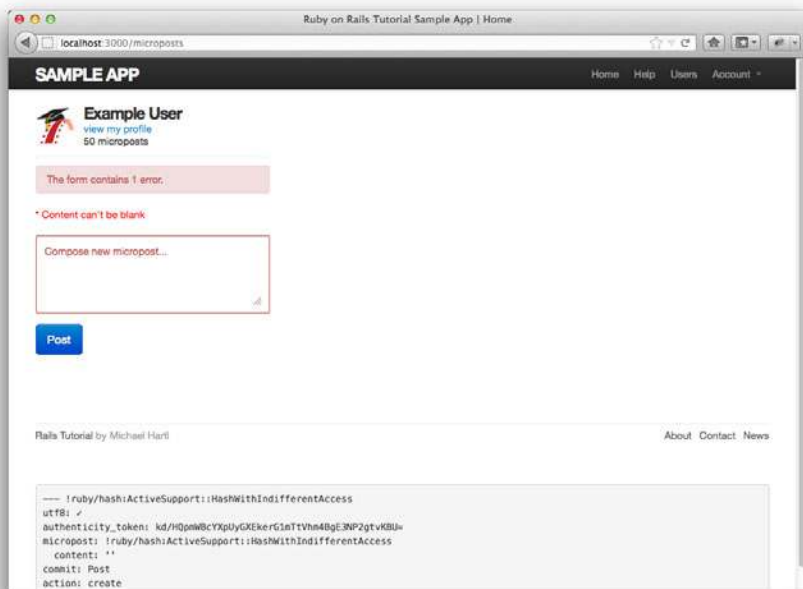 Ruby on Rails Tutorial Sample App | Home
localhost:3000/microposts
SAMPLE APP
Home Help Users Account
Example User
view my profile
50 microposts
The form contains 1 error.
* Content can't be blank
Compose new micropost...
Post
Rails Tutorial by Michael Hartl
About Contact News
--- !ruby/hash:ActiveSupport::HashWithIndifferentAccess
utf8: ✓
authenticity_token: kd/HQpmWBcYXpUyGXEkerG1mTtVhm4BgE3NP2gtvKBU=
micropost: !ruby/hash:ActiveSupport::HashWithIndifferentAccess
content: ''
commit: Post
action: create